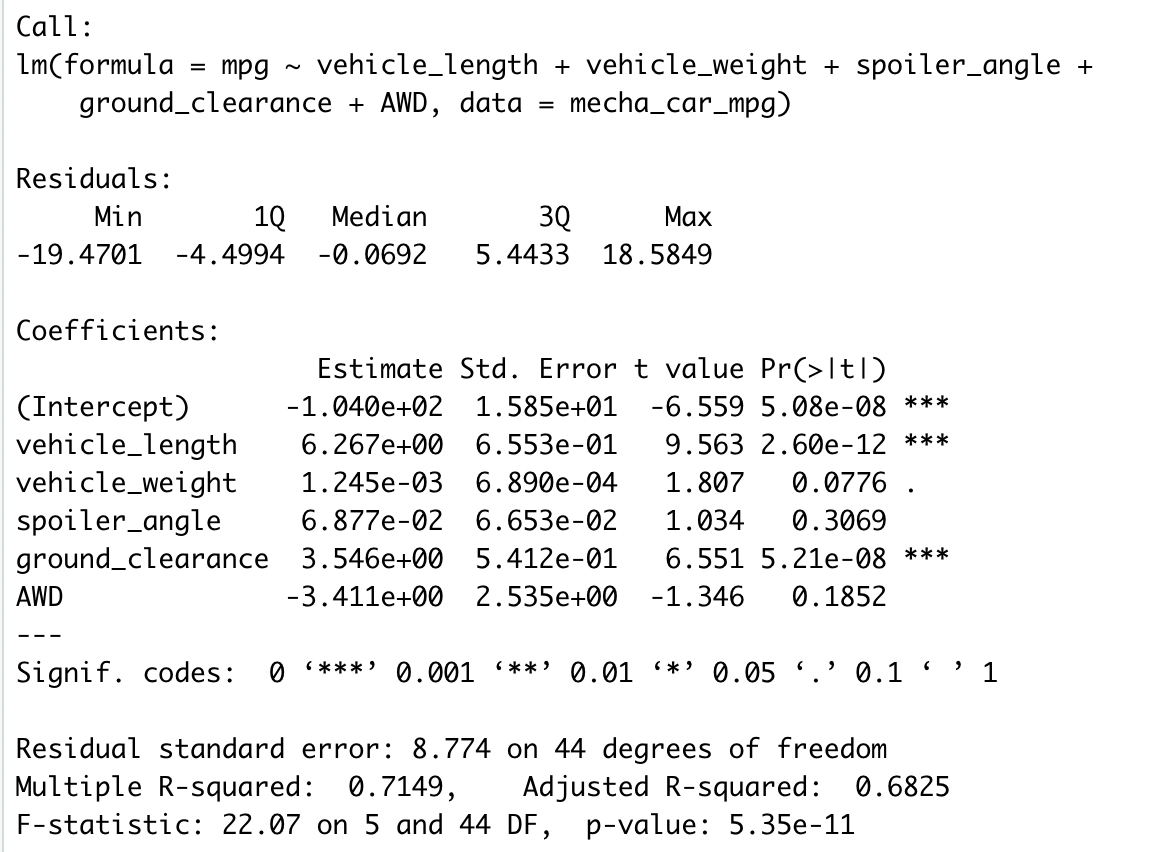 Call:
lm(formula = mpg ~ vehicle_length + vehicle_weight + spoiler_angle +
    ground_clearance + AWD, data = mecha_car_mpg)

Residuals:
     Min       1Q   Median       3Q      Max
-19.4701  -4.4994  -0.0692   5.4433  18.5849

Coefficients:
                   Estimate Std. Error t value Pr(>|t|)
(Intercept)      -1.040e+02  1.585e+01  -6.559 5.08e-08 ***
vehicle_length    6.267e+00  6.553e-01   9.563 2.60e-12 ***
vehicle_weight    1.245e-03  6.890e-04   1.807   0.0776 .
spoiler_angle     6.877e-02  6.653e-02   1.034   0.3069
ground_clearance  3.546e+00  5.412e-01   6.551 5.21e-08 ***
AWD              -3.411e+00  2.535e+00  -1.346   0.1852
---
Signif. codes:  0 ‘***’ 0.001 ‘**’ 0.01 ‘*’ 0.05 ‘.’ 0.1 ‘ ’ 1

Residual standard error: 8.774 on 44 degrees of freedom
Multiple R-squared:  0.7149,    Adjusted R-squared:  0.6825
F-statistic: 22.07 on 5 and 44 DF,  p-value: 5.35e-11